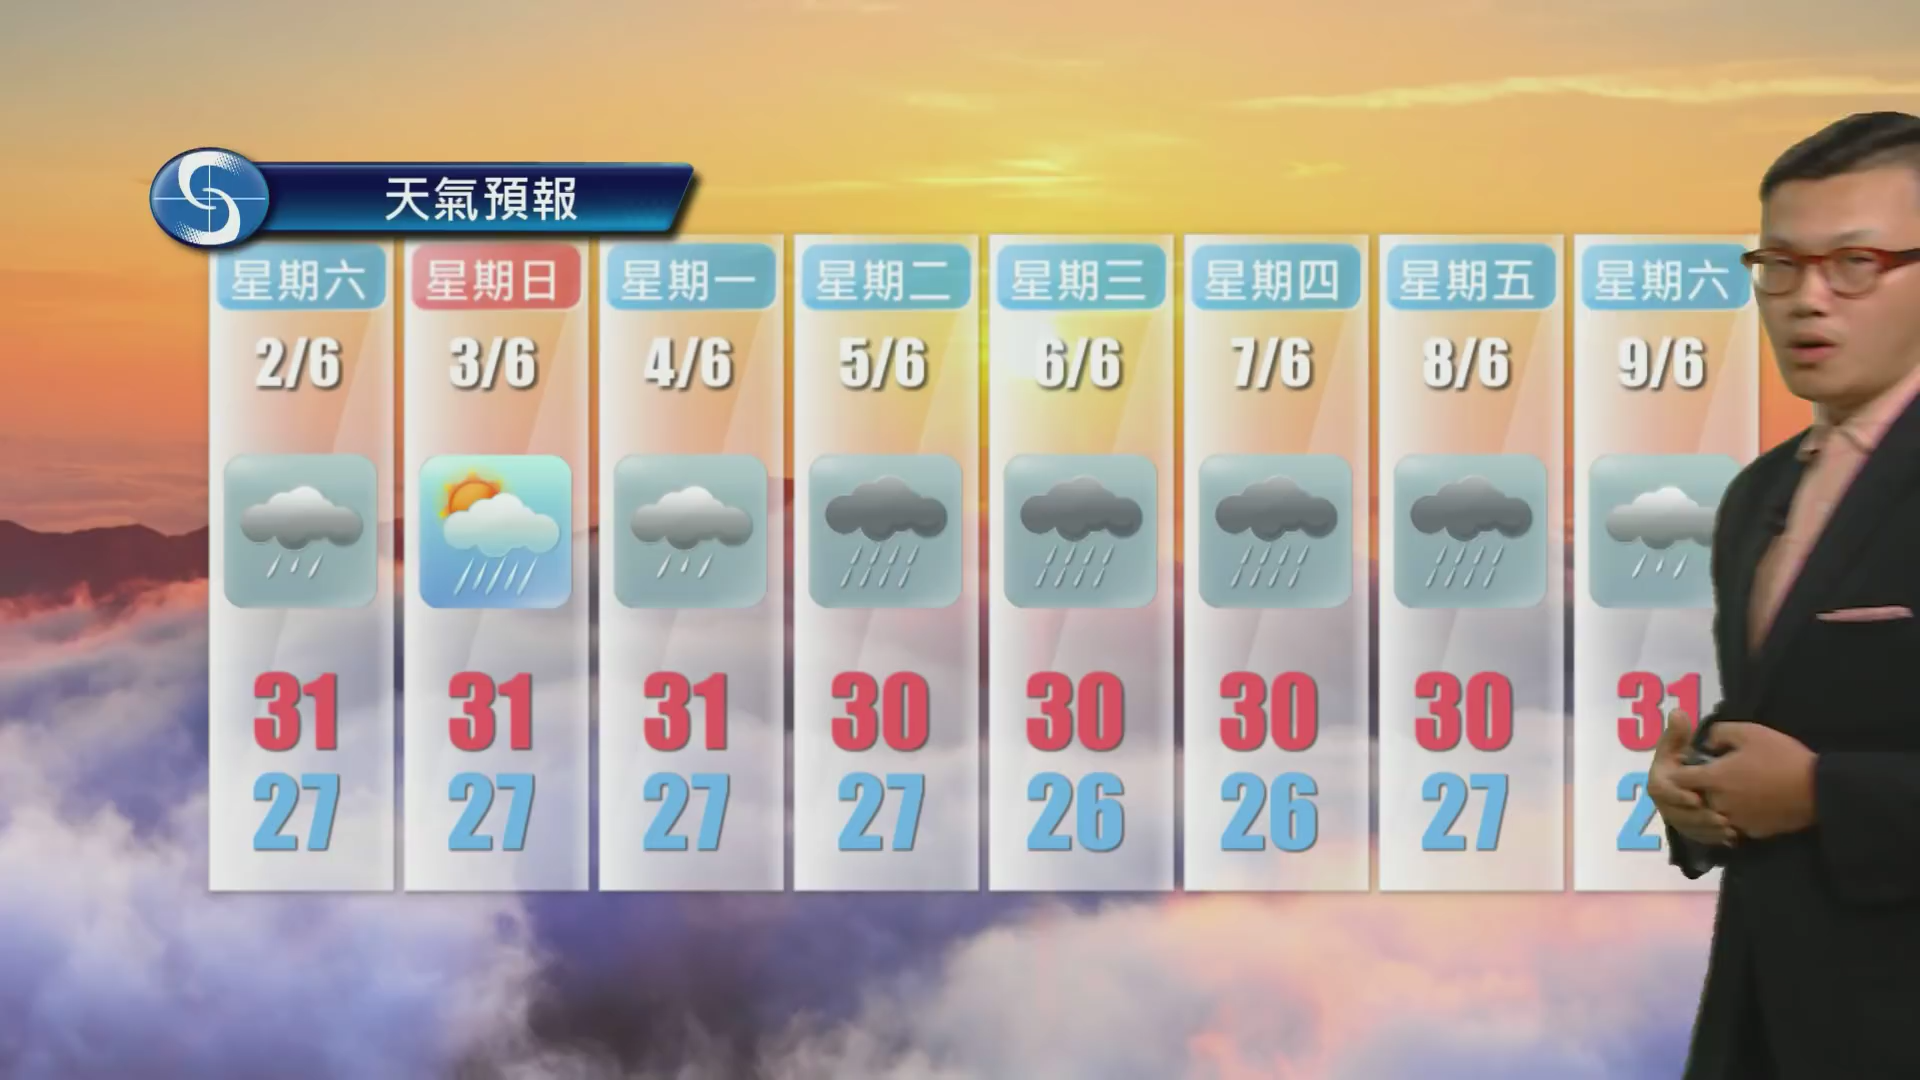 天氣預報
星期六 星期日 星期一 星期二 星期三 星期四 星期五 星期六
2/6 3/6 4/6 5/6 6/6 7/6 8/6 9/6
31 31 31 30 30 30 30 31
27 27 27 27 26 26 27